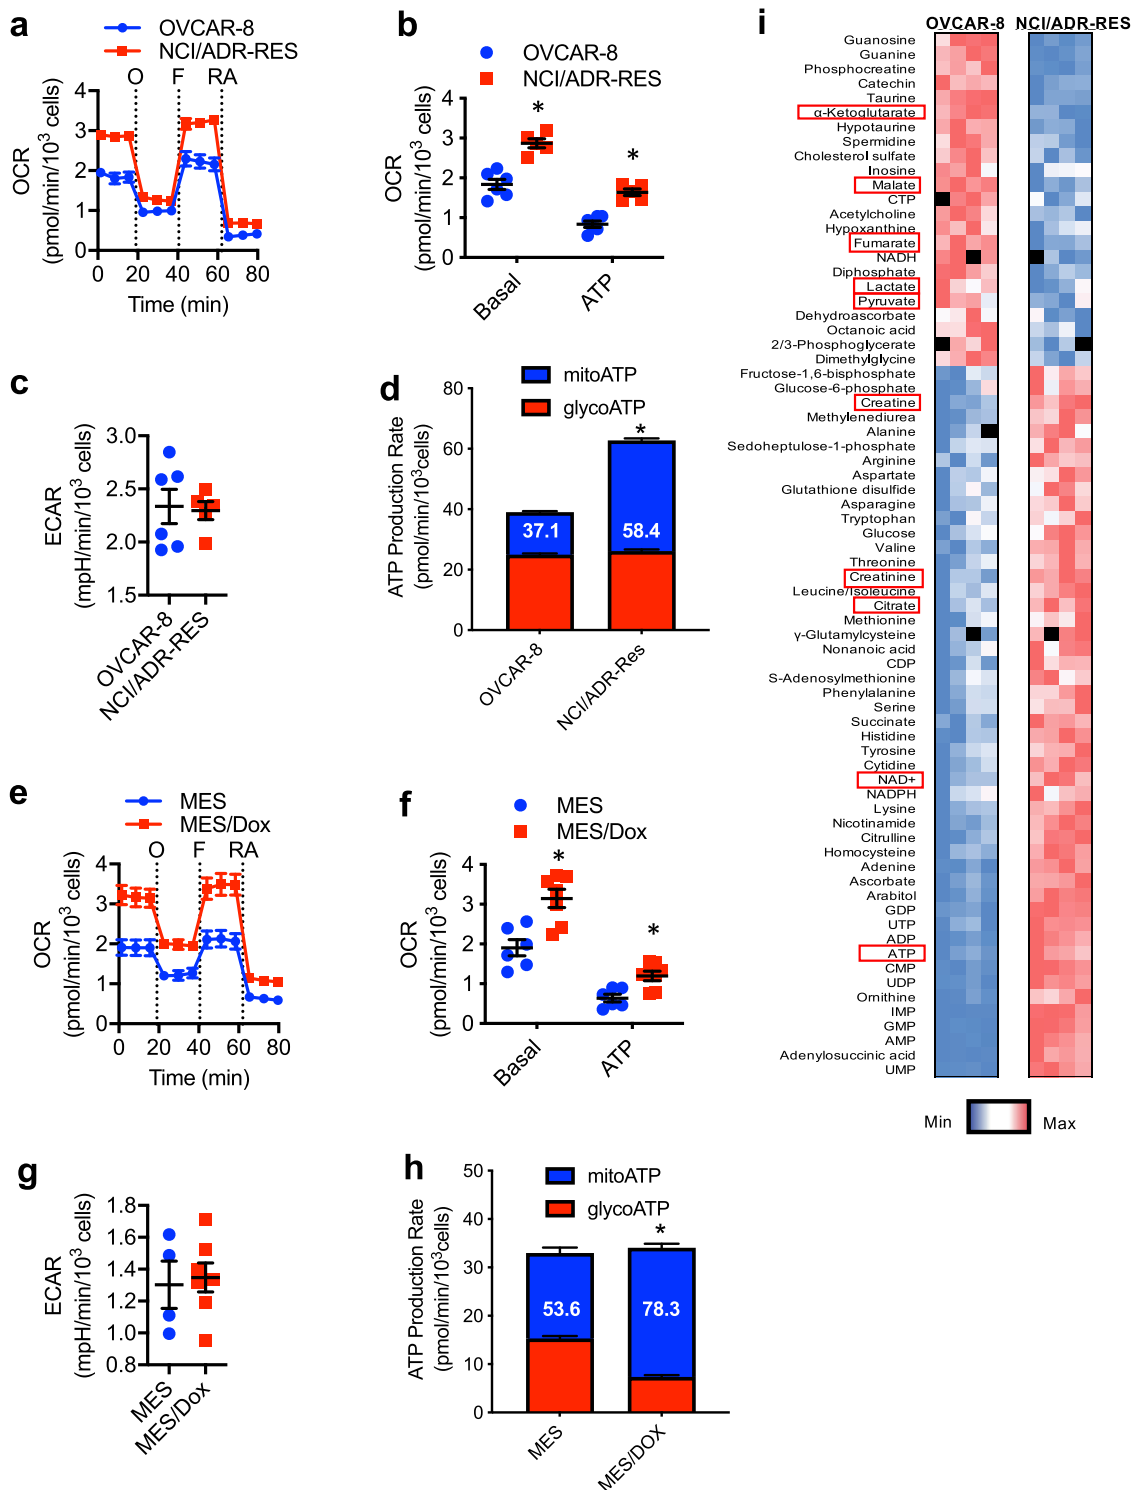 a
OVCAR-8
NCI/ADR-RES
O F RA
OCR
(pmol/min/10³ cells)
4
3
2
1
0
0 20 40 60 80
Time (min)
b
OVCAR-8
NCI/ADR-RES
OCR
(pmol/min/10³ cells)
4
3
2
1
0
*
*
Basal
ATP
c
ECAR
(mpH/min/10³ cells)
3.0
2.5
2.0
1.5
OVCAR-8
NCI/ADR-RES
d
mitoATP
glycoATP
ATP Production Rate
(pmol/min/10³cells)
80
60
40
20
0
*
37.1
58.4
OVCAR-8
NCI/ADR-Res
e
MES
MES/Dox
O F RA
OCR
(pmol/min/10³ cells)
4
3
2
1
0
0 20 40 60 80
Time (min)
f
MES
MES/Dox
OCR
(pmol/min/10³ cells)
4
3
2
1
0
*
*
Basal
ATP
g
ECAR
(mpH/min/10³ cells)
1.8
1.6
1.4
1.2
1.0
0.8
MES
MES/Dox
h
mitoATP
glycoATP
ATP Production Rate
(pmol/min/10³cells)
50
40
30
20
10
0
*
53.6
78.3
MES
MES/DOX
i
OVCAR-8 NCI/ADR-RES
Guanosine
Guanine
Phosphocreatine
Catechin
Taurine
α-Ketoglutarate
Hypotaurine
Spermidine
Cholesterol sulfate
Inosine
Malate
CTP
Acetylcholine
Hypoxanthine
Fumarate
NADH
Diphosphate
Lactate
Pyruvate
Dehydroascorbate
Octanoic acid
2/3-Phosphoglycerate
Dimethylglycine
Fructose-1,6-bisphosphate
Glucose-6-phosphate
Creatine
Methylenediurea
Alanine
Sedoheptulose-1-phosphate
Arginine
Aspartate
Glutathione disulfide
Asparagine
Tryptophan
Glucose
Valine
Threonine
Creatinine
Leucine/Isoleucine
Citrate
Methionine
γ-Glutamylcysteine
Nonanoic acid
CDP
S-Adenosylmethionine
Phenylalanine
Serine
Succinate
Histidine
Tyrosine
Cytidine
NAD+
NADPH
Lysine
Nicotinamide
Citrulline
Homocysteine
Adenine
Ascorbate
Arabitol
GDP
UTP
ADP
ATP
CMP
UDP
Ornithine
IMP
GMP
AMP
Adenylosuccinic acid
UMP
Min Max